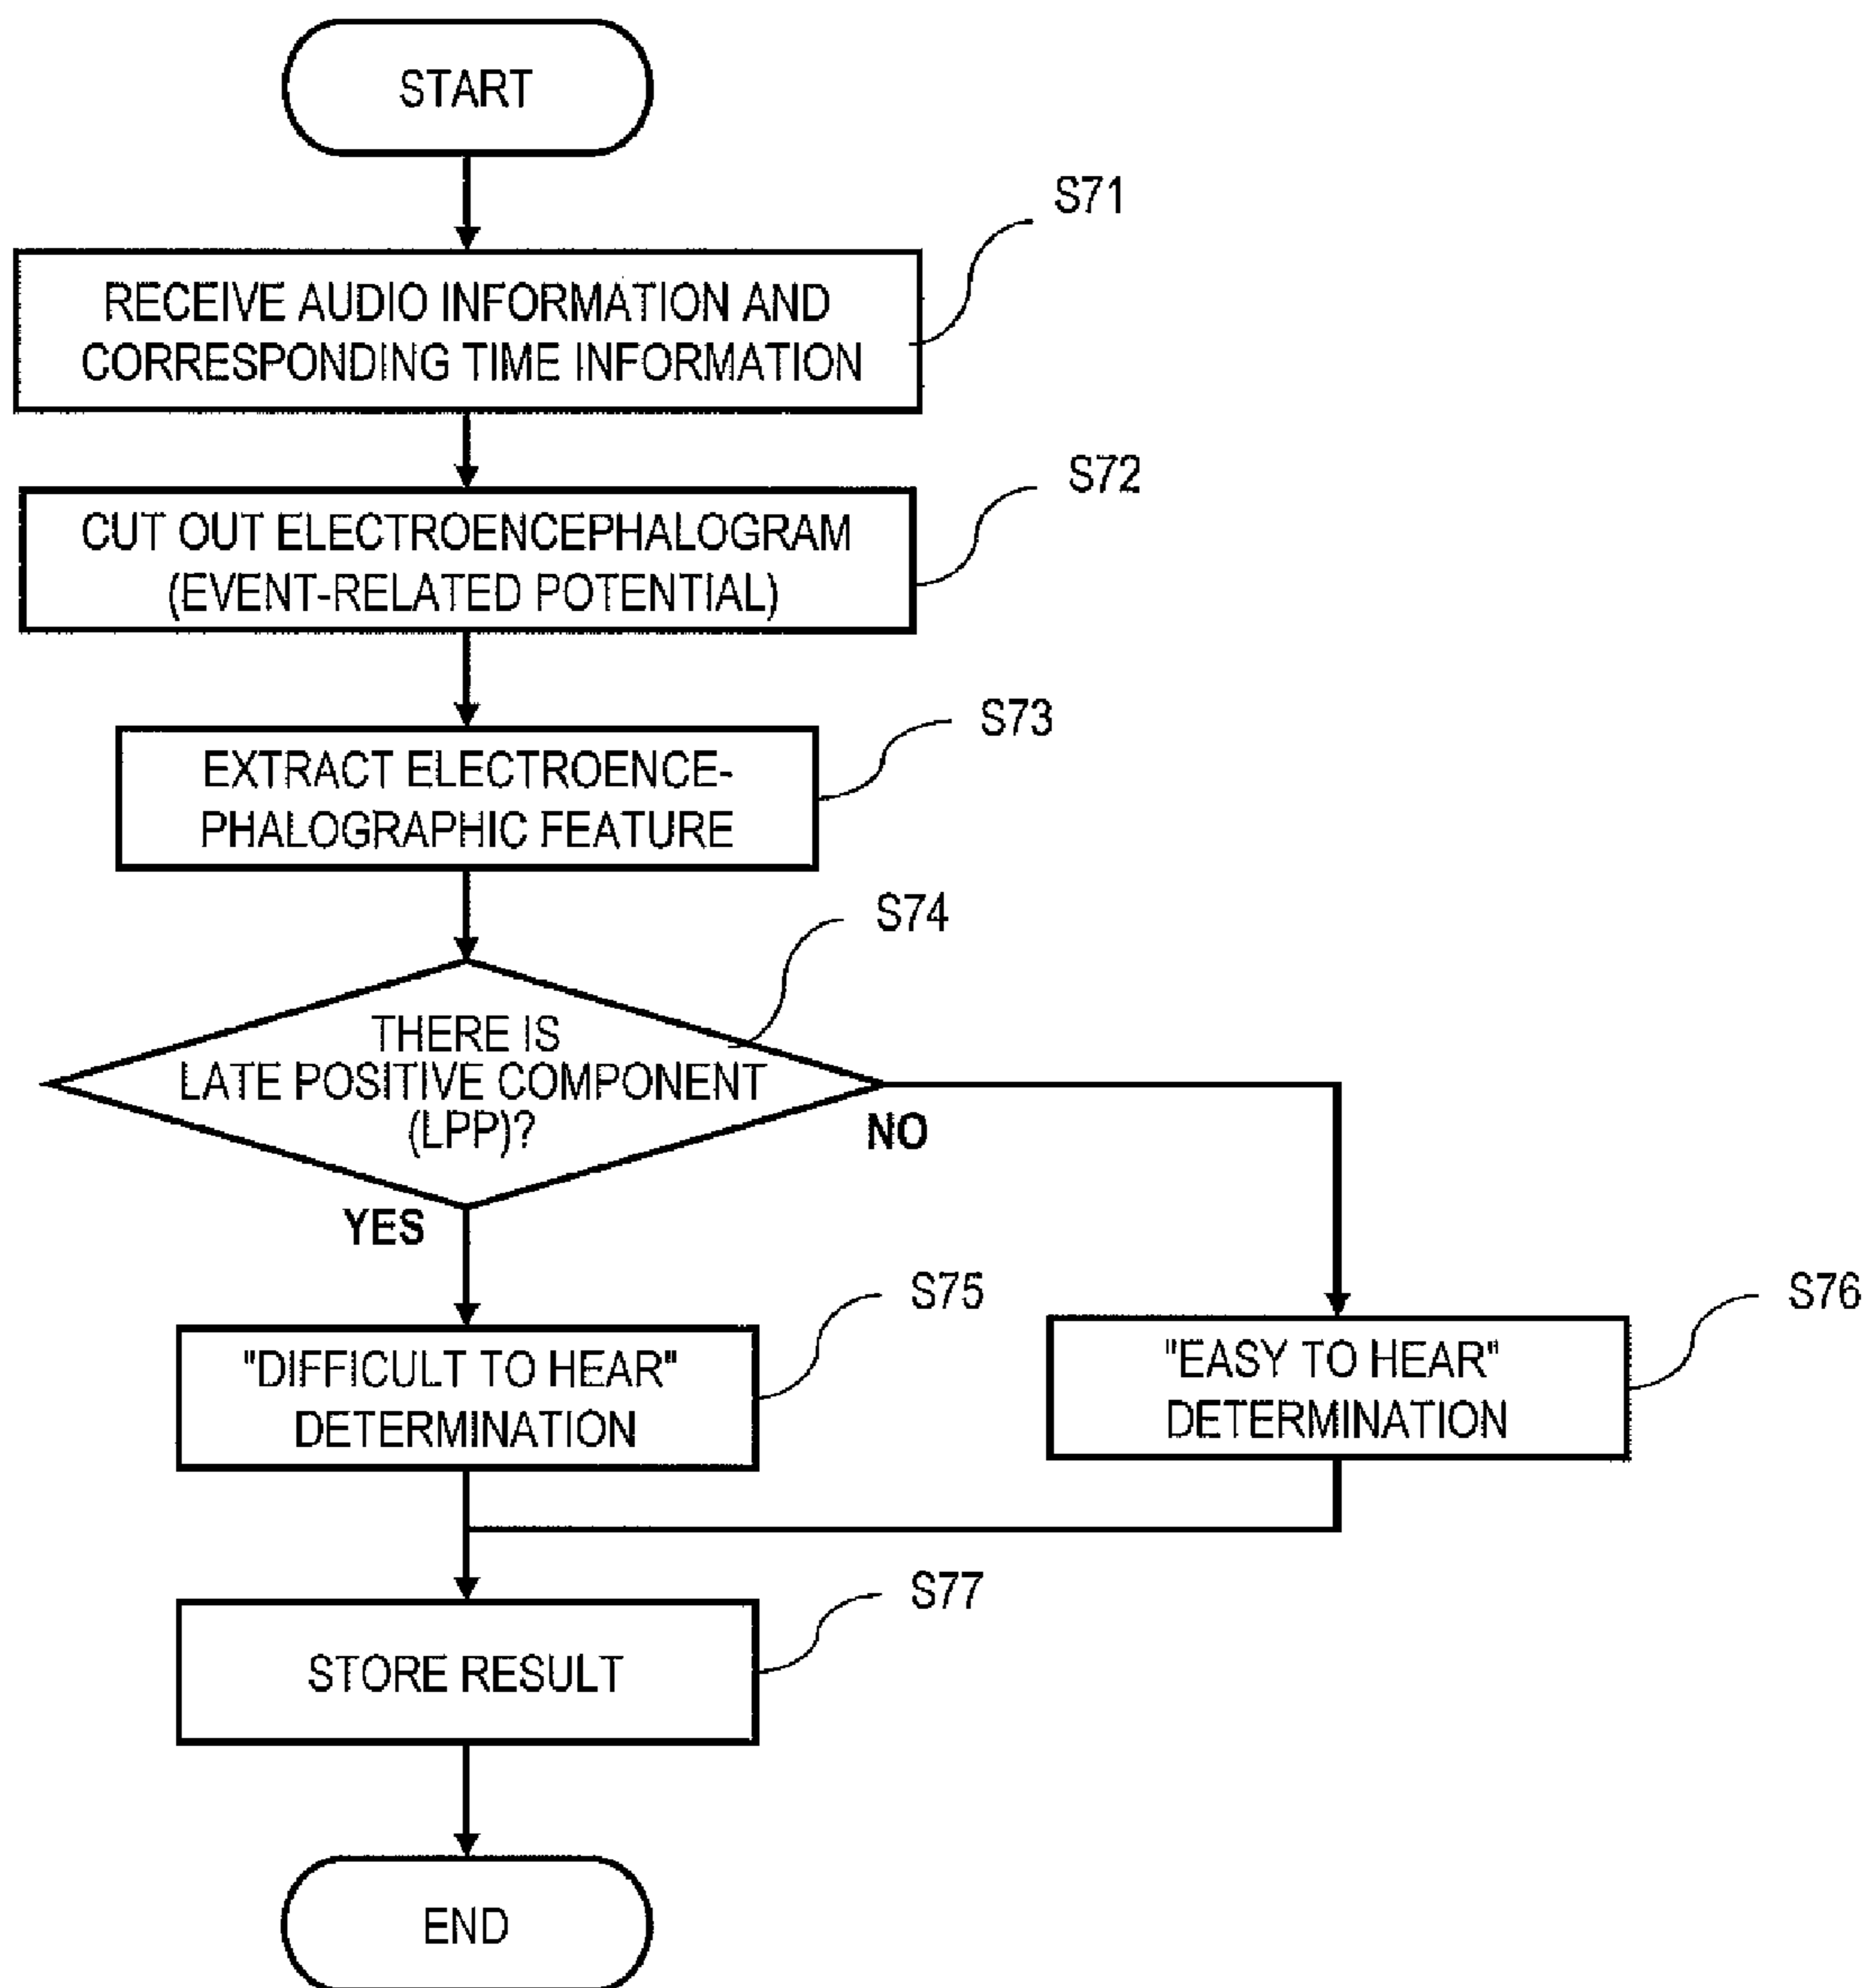 START
S71
RECEIVE AUDIO INFORMATION AND
CORRESPONDING TIME INFORMATION
S72
CUT OUT ELECTROENCEPHALOGRAM
(EVENT-RELATED POTENTIAL)
S73
EXTRACT ELECTROENCE-
PHALOGRAPHIC FEATURE
S74
THERE IS
LATE POSITIVE COMPONENT
(LPP)?
NO
YES
S75
"DIFFICULT TO HEAR"
DETERMINATION
S76
"EASY TO HEAR"
DETERMINATION
S77
STORE RESULT
END